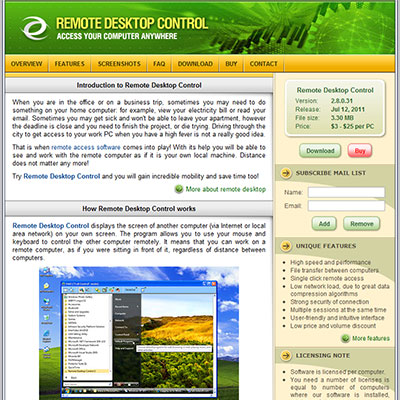 REMOTE DESKTOP CONTROL
ACCESS YOUR COMPUTER ANYWHERE
OVERVIEW FEATURES SCREENSHOTS FAQ DOWNLOAD BUY CONTACT
Introduction to Remote Desktop Control
When you are in the office or on a business trip, sometimes you may need to do
something on your home computer: for example, view your electricity bill or read your
email. Sometimes you may get sick and won't be able to leave your apartment, however
the deadline is close and you need to finish the project, or die trying. Driving through the
city to get access to your work PC when you have a high fever is not a really good idea.
That is when remote access software comes into play! With its help you will be able to
see and work with the remote computer as if it is your own local machine. Distance
does not matter any more!
Try Remote Desktop Control and you will gain incredible mobility and save time too!
More about remote desktop
How Remote Desktop Control works
Remote Desktop Control displays the screen of another computer (via Internet or local
area network) on your own screen. The program allows you to use your mouse and
keyboard to control the other computer remotely. It means that you can work on a
remote computer, as if you were sitting in front of it, regardless of distance between
computers.
Remote Desktop Control
Version: 2.8.0.31
Release: Jul 12, 2011
File size: 3.30 MB
Price: $3 - $25 per PC
Download Buy
SUBSCRIBE MAIL LIST
Name:
Email:
Add Remove
UNIQUE FEATURES
High speed and performance
File transfer between computers
Single click remote access
Low network load, due to great data
compression algorithms
Strong security of connection
Multiple sessions at the same time
User-friendly and intuitive interface
Low price and volume discount
More features
LICENSING NOTE
Software is licensed per computer.
You need a number of licenses
equal to number of computers
where our software is installed,